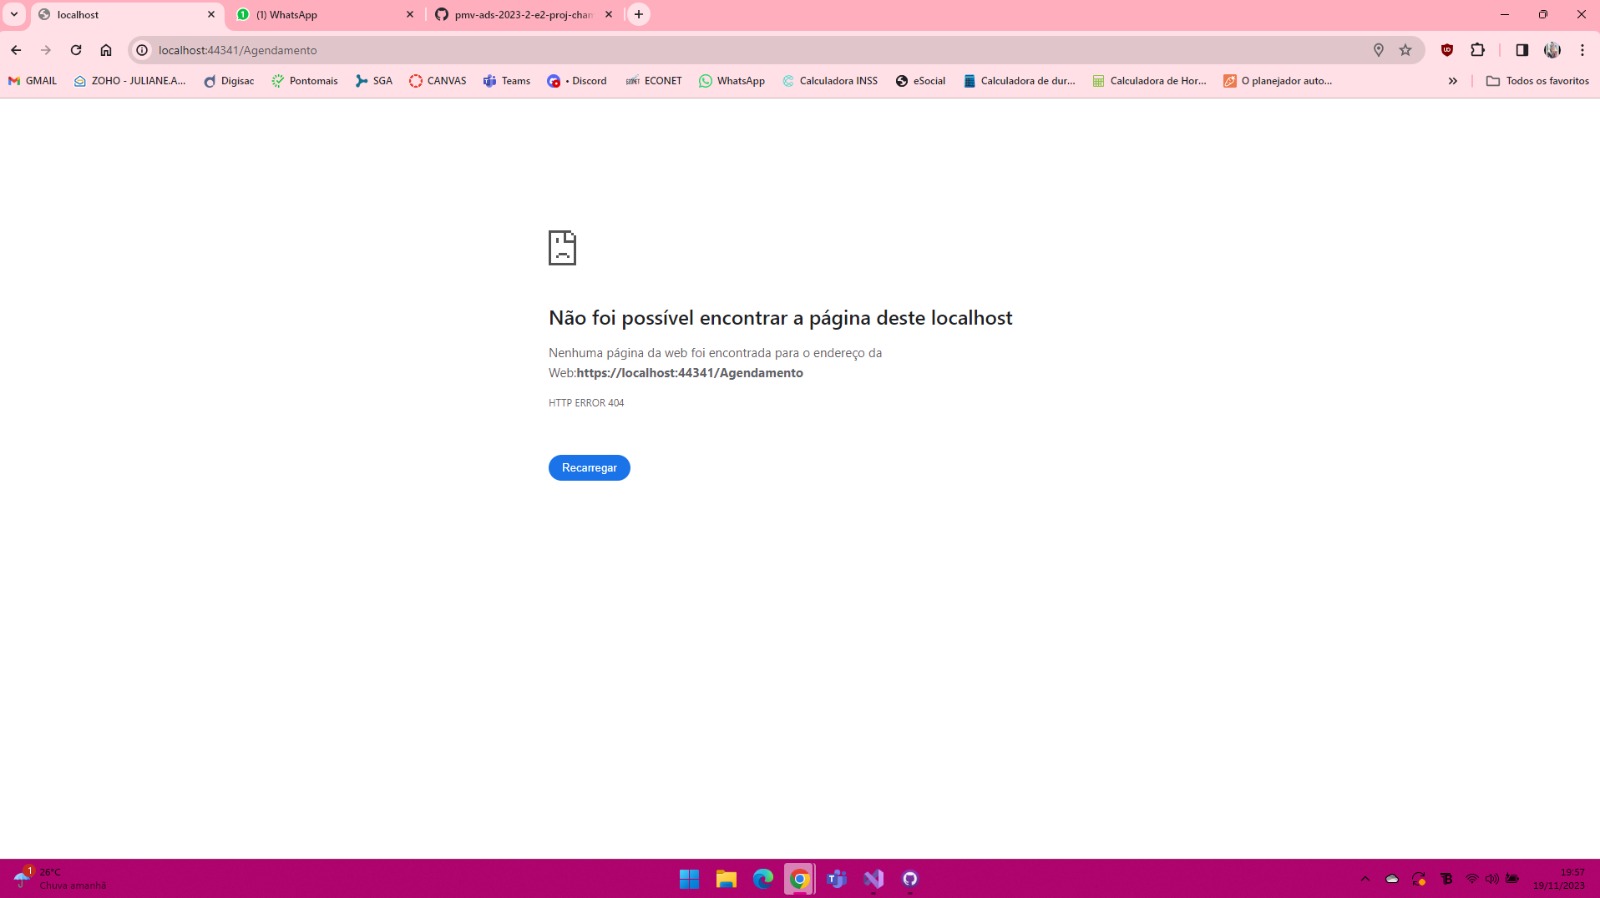 localhost
(1) WhatsApp
pmv-ads-2023-2-e2-proj-cham
localhost:44341/Agendamento
GMAIL
ZOHO - JULIANE.A...
Digisac
Pontomais
SGA
CANVAS
Teams
• Discord
ECONET
WhatsApp
Calculadora INSS
eSocial
Calculadora de dur...
Calculadora de Hor...
O planejador auto...
»
Todos os favoritos
Não foi possível encontrar a página deste localhost
Nenhuma página da web foi encontrada para o endereço da
Web:https://localhost:44341/Agendamento
HTTP ERROR 404
Recarregar
1
26°C
Chuva amanhã
19:57
19/11/2023